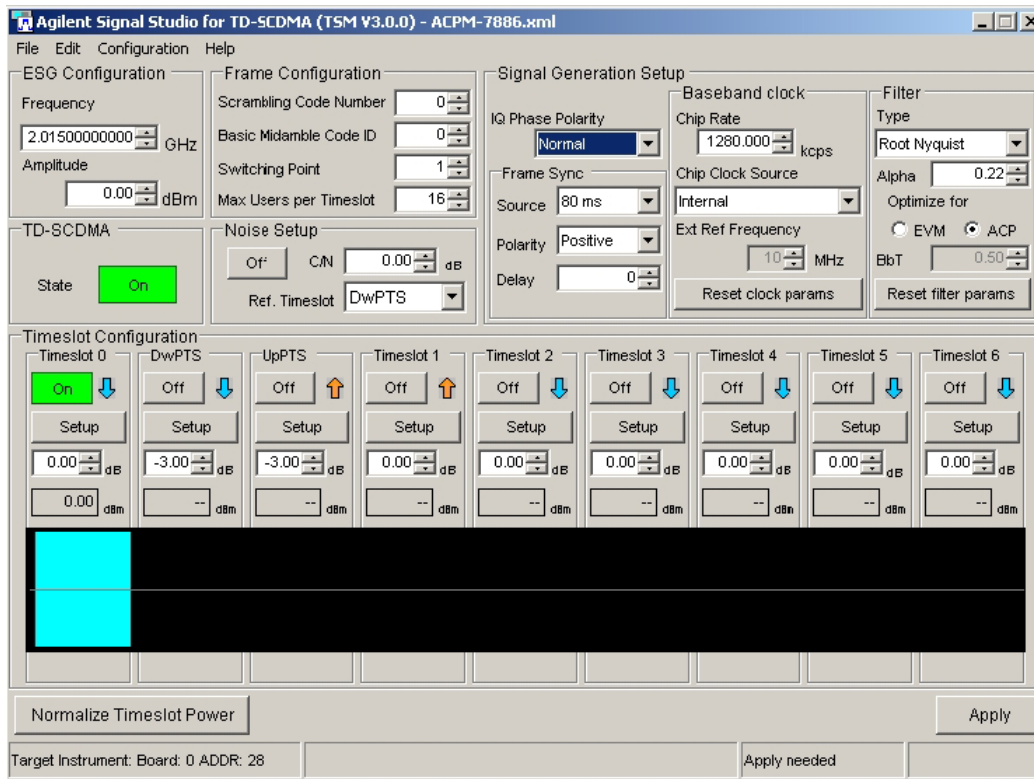 Agilent Signal Studio for TD-SCDMA (TSM V3.0.0) - ACPM-7886.xml
File Edit Configuration Help
ESG Configuration
Frequency
2.01500000000 GHz
Amplitude
0.00 dBm
TD-SCDMA
State On
Frame Configuration
Scrambling Code Number 0
Basic Midamble Code ID 0
Switching Point 1
Max Users per Timeslot 16
Noise Setup
Off C/N 0.00 dB
Ref. Timeslot DwPTS
Signal Generation Setup
IQ Phase Polarity
Normal
Frame Sync
Source 80 ms
Polarity Positive
Delay 0
Baseband clock
Chip Rate
1280.000 kcps
Chip Clock Source
Internal
Ext Ref Frequency
10 MHz
Reset clock params
Filter
Type
Root Nyquist
Alpha 0.22
Optimize for
EVM ACP
BbT 0.50
Reset filter params
Timeslot Configuration
Timeslot 0 DwPTS UpPTS Timeslot 1 Timeslot 2 Timeslot 3 Timeslot 4 Timeslot 5 Timeslot 6
On Off Off Off Off Off Off Off Off
Setup Setup Setup Setup Setup Setup Setup Setup Setup
0.00 dB -3.00 dB -3.00 dB 0.00 dB 0.00 dB 0.00 dB 0.00 dB 0.00 dB 0.00 dB
0.00 dBm -- dBm -- dBm -- dBm -- dBm -- dBm -- dBm -- dBm -- dBm
Normalize Timeslot Power Apply
Target Instrument: Board: 0 ADDR: 28 Apply needed